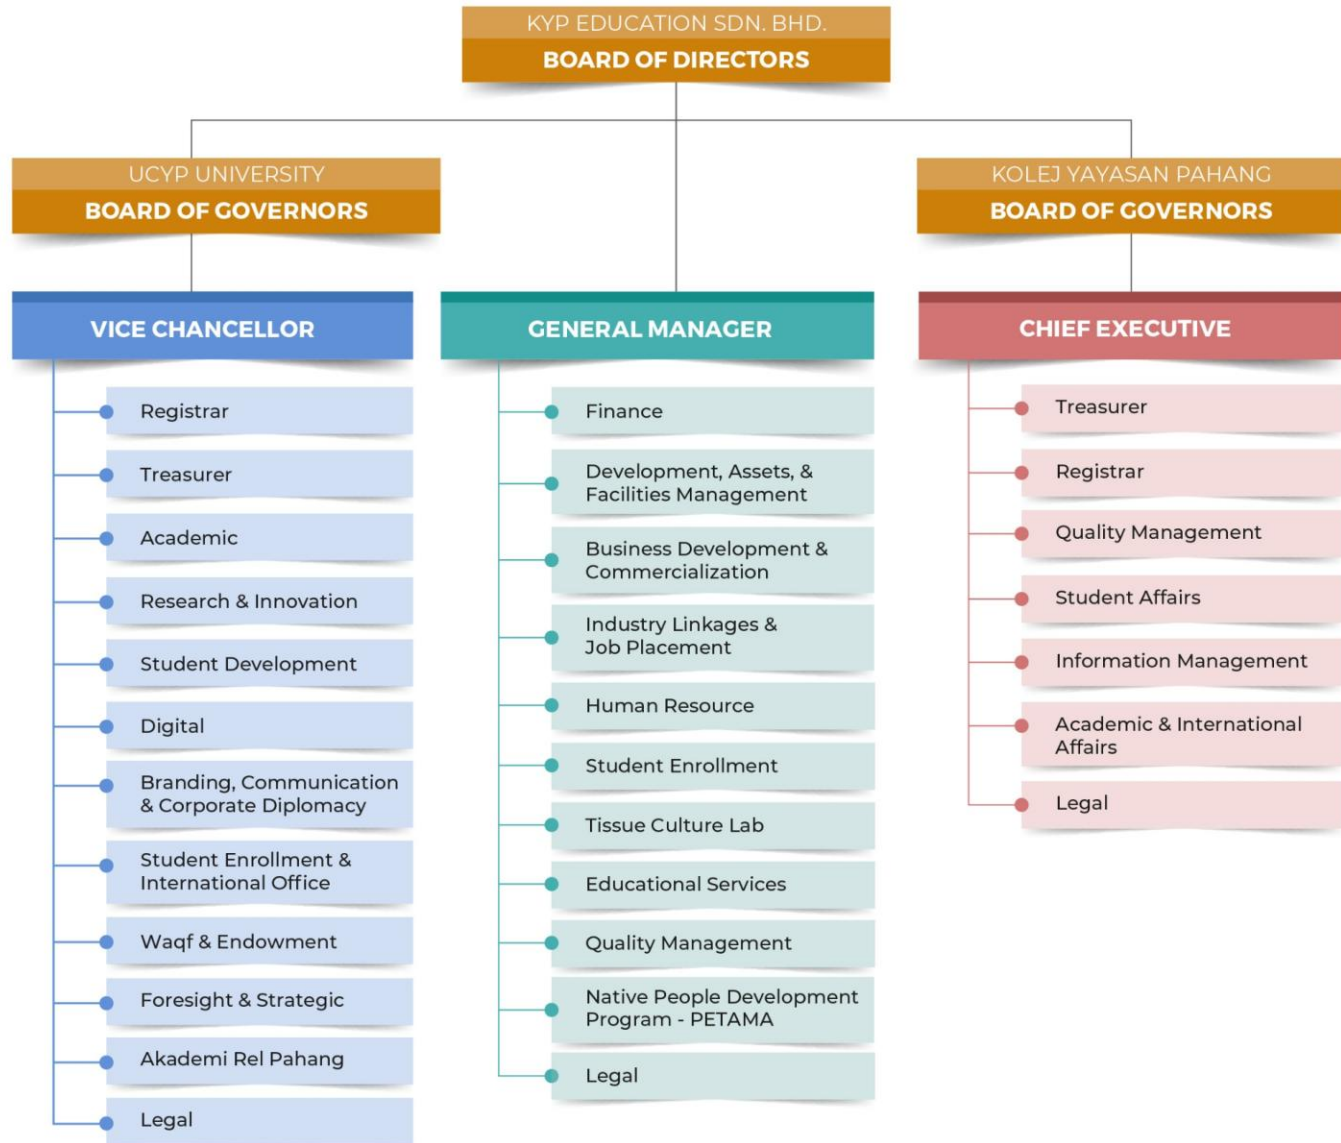 KYP EDUCATION SDN. BHD.
BOARD OF DIRECTORS
UCYP UNIVERSITY
BOARD OF GOVERNORS
KOLEJ YAYASAN PAHANG
BOARD OF GOVERNORS
VICE CHANCELLOR
Registrar
Treasurer
Academic
Research & Innovation
Student Development
Digital
Branding, Communication
& Corporate Diplomacy
Student Enrollment &
International Office
Waqf & Endowment
Foresight & Strategic
Akademi Rel Pahang
Legal
GENERAL MANAGER
Finance
Development, Assets, &
Facilities Management
Business Development &
Commercialization
Industry Linkages &
Job Placement
Human Resource
Student Enrollment
Tissue Culture Lab
Educational Services
Quality Management
Native People Development
Program - PETAMA
Legal
CHIEF EXECUTIVE
Treasurer
Registrar
Quality Management
Student Affairs
Information Management
Academic & International
Affairs
Legal